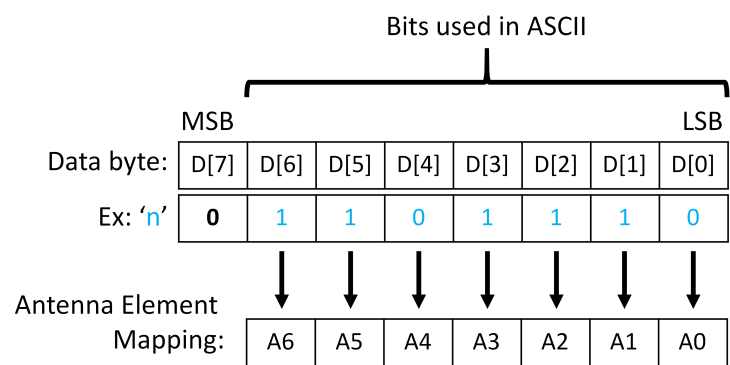 Bits used in ASCII
MSB LSB
Data byte: D[7] D[6] D[5] D[4] D[3] D[2] D[1] D[0]
Ex: ‘n’ 0 1 1 0 1 1 1 0
Antenna Element
Mapping: A6 A5 A4 A3 A2 A1 A0